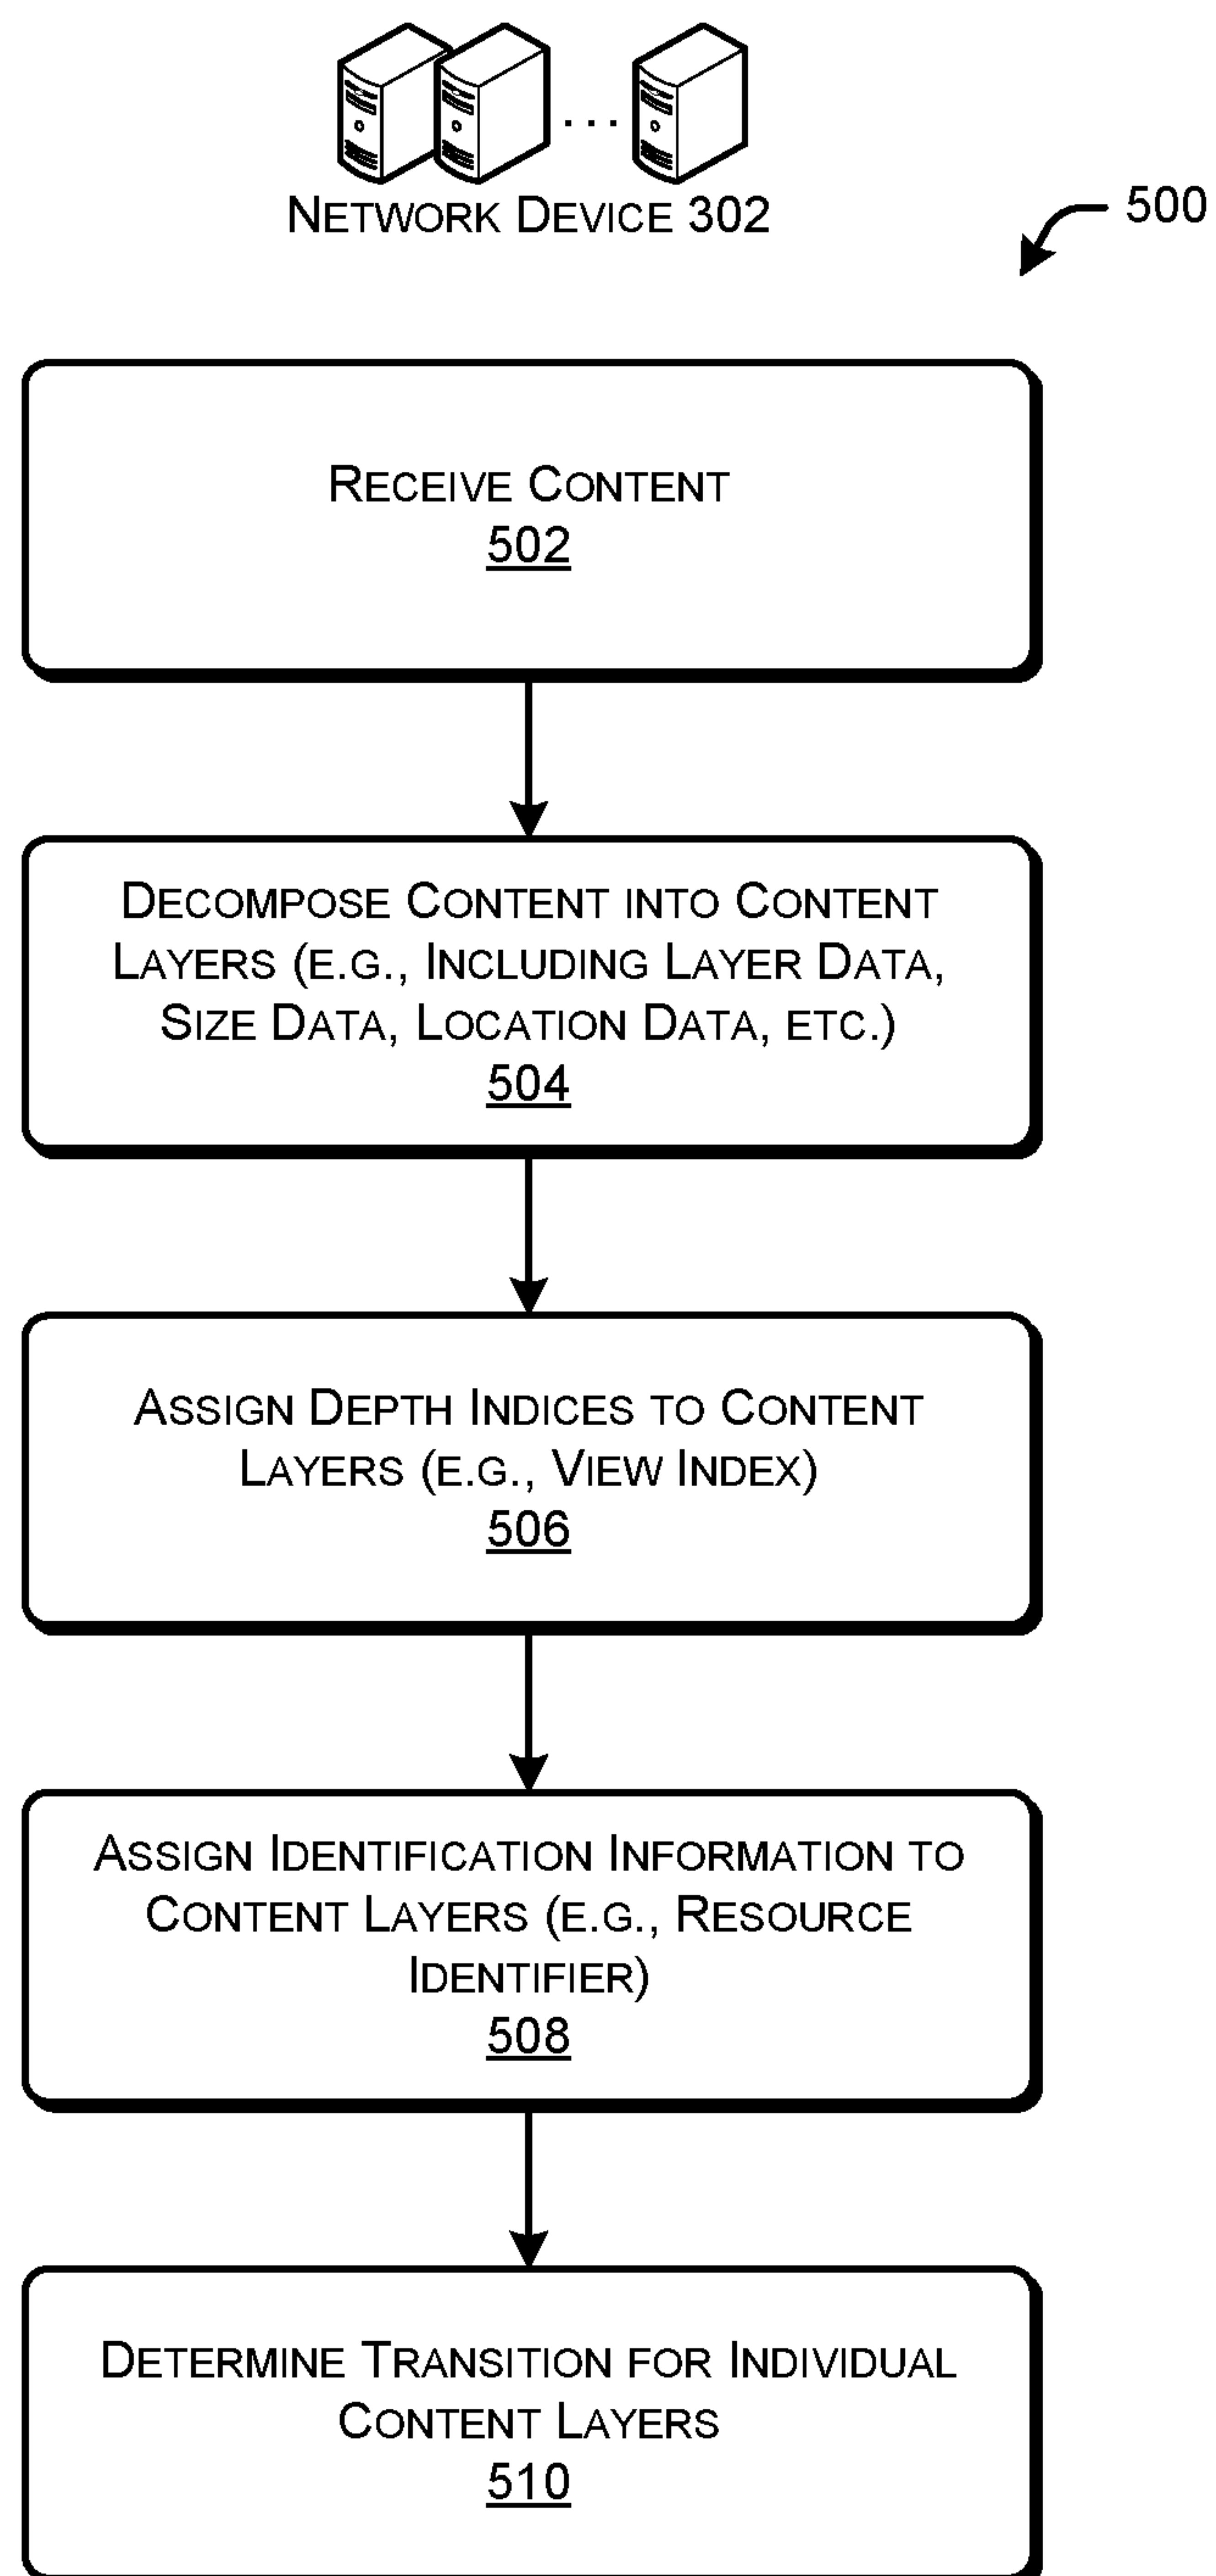 NETWORK DEVICE 302
500
RECEIVE CONTENT
502
DECOMPOSE CONTENT INTO CONTENT
LAYERS (E.G., INCLUDING LAYER DATA,
SIZE DATA, LOCATION DATA, ETC.)
504
ASSIGN DEPTH INDICES TO CONTENT
LAYERS (E.G., VIEW INDEX)
506
ASSIGN IDENTIFICATION INFORMATION TO
CONTENT LAYERS (E.G., RESOURCE
IDENTIFIER)
508
DETERMINE TRANSITION FOR INDIVIDUAL
CONTENT LAYERS
510